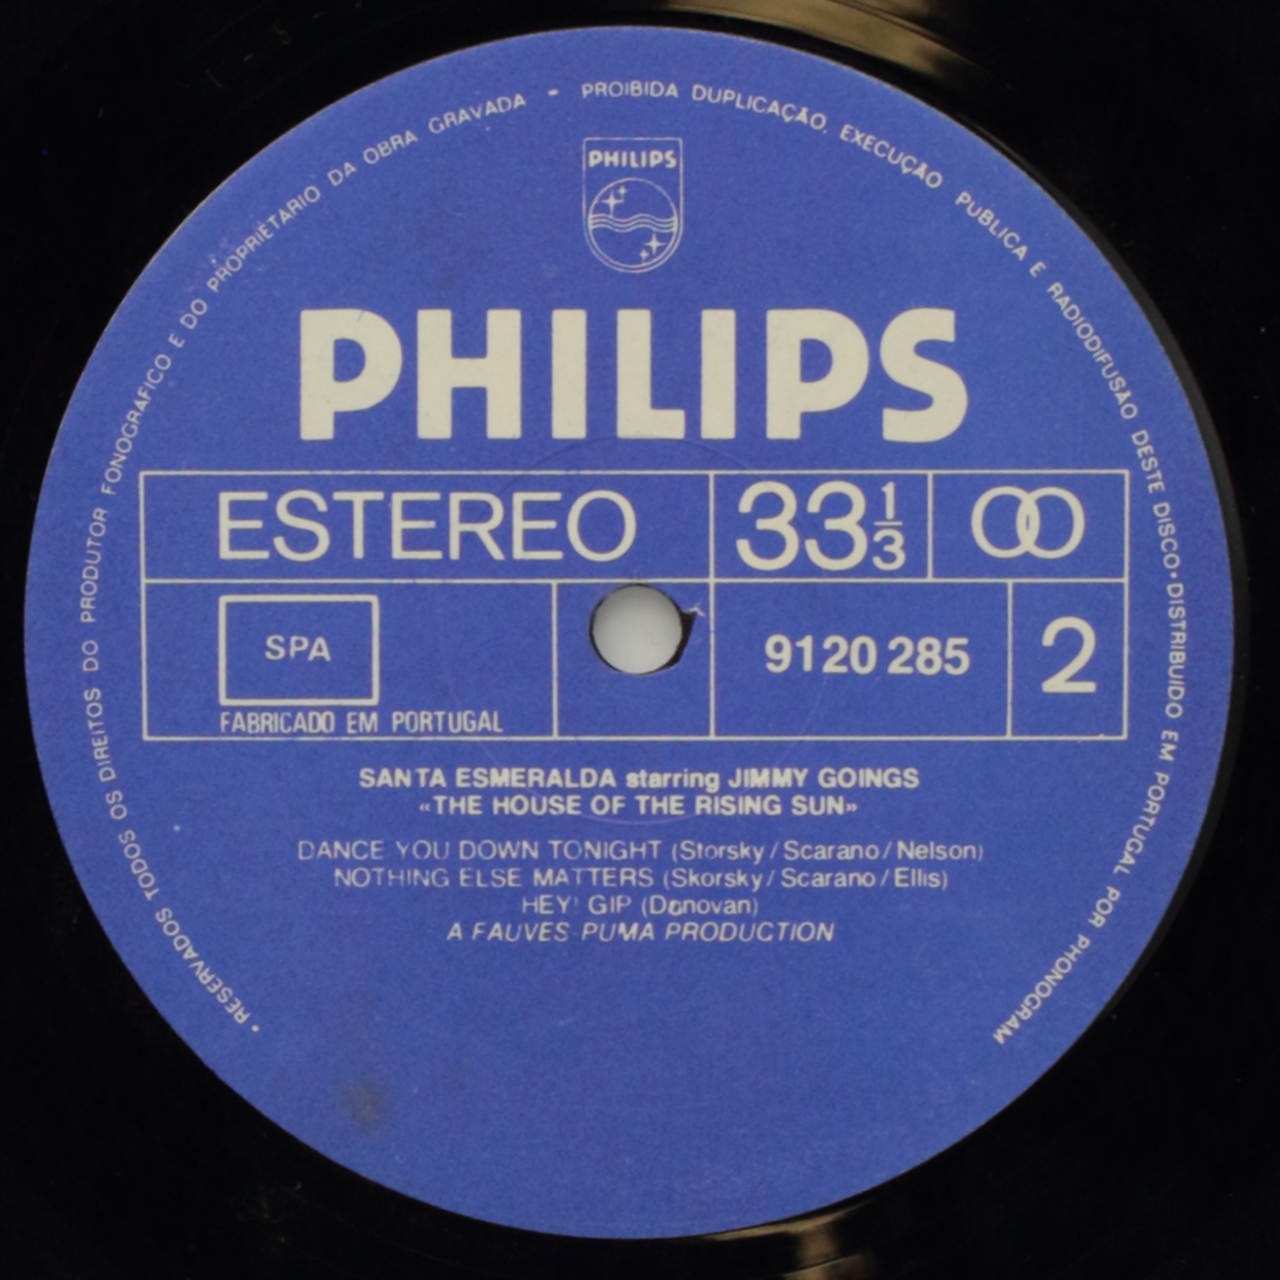 • RESERVADOS TODOS OS DIREITOS DO PRODUTOR FONOGRAFICO E DO PROPRIETARIO DA OBRA GRAVADA - PROIBIDA DUPLICAÇÃO, EXECUÇÃO PUBLICA E RADIODIFUSÃO DESTE DISCO • DISTRIBUIDO EM PORTUGAL POR PHONOGRAM
PHILIPS
PHILIPS
ESTEREO 33 1/3
SPA 9120 285 2
FABRICADO EM PORTUGAL
SANTA ESMERALDA starring JIMMY GOINGS
«THE HOUSE OF THE RISING SUN»
DANCE YOU DOWN TONIGHT (Storsky/Scarano/Nelson)
NOTHING ELSE MATTERS (Skorsky/Scarano/Ellis)
HEY! GIP (Donovan)
A FAUVES-PUMA PRODUCTION